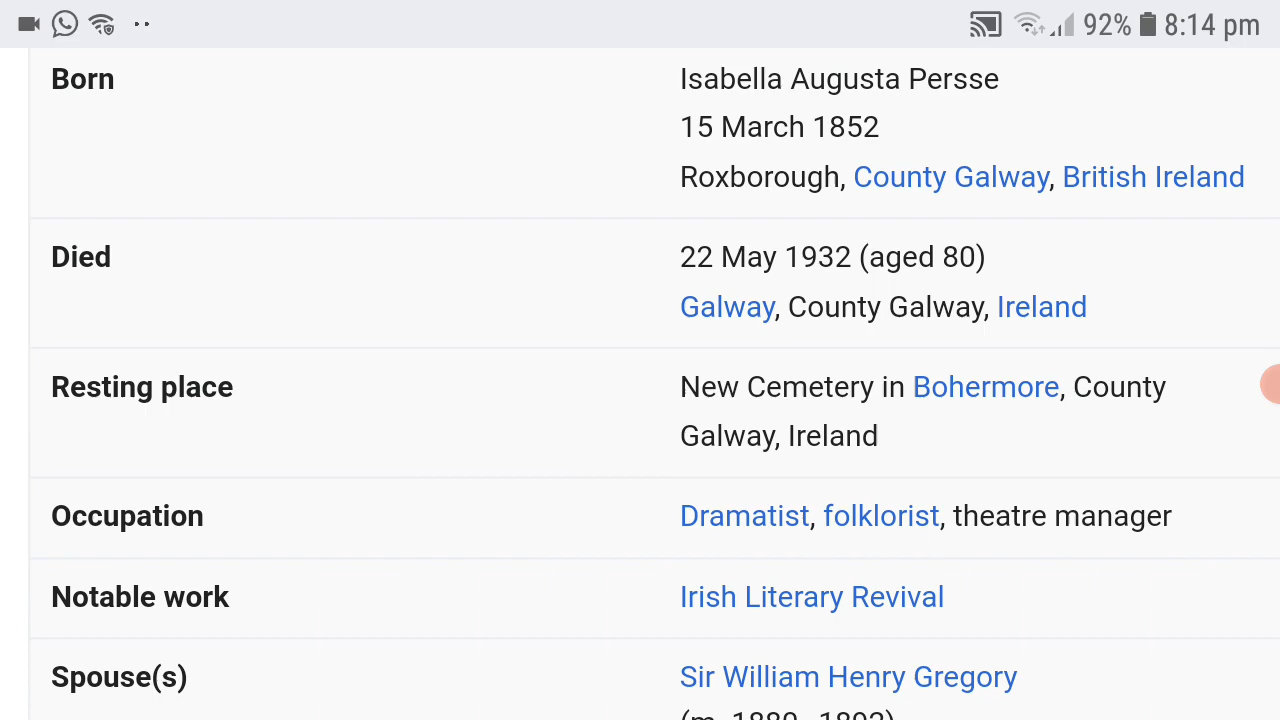 92% 8:14 pm
Born
Isabella Augusta Persse
15 March 1852
Roxborough, County Galway, British Ireland
Died
22 May 1932 (aged 80)
Galway, County Galway, Ireland
Resting place
New Cemetery in Bohermore, County
Galway, Ireland
Occupation
Dramatist, folklorist, theatre manager
Notable work
Irish Literary Revival
Spouse(s)
Sir William Henry Gregory